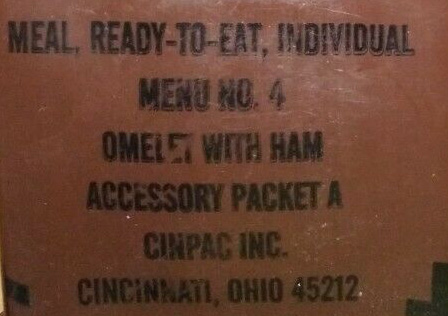 MEAL, READY-TO-EAT, INDIVIDUAL
MENU NO. 4
OMELET WITH HAM
ACCESSORY PACKET A
CINPAC INC.
CINCINNATI, OHIO 45212